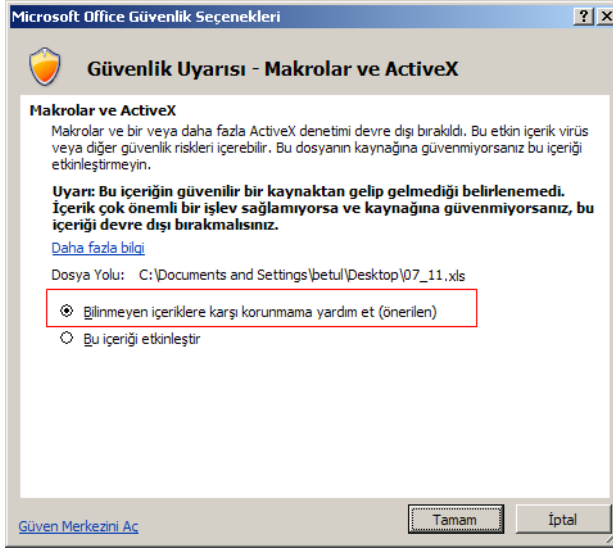 Microsoft Office Güvenlik Seçenekleri
Güvenlik Uyarısı - Makrolar ve ActiveX
Makrolar ve ActiveX
Makrolar ve bir veya daha fazla ActiveX denetimi devre dışı bırakıldı. Bu etkin içerik virüs
veya diğer güvenlik riskleri içerebilir. Bu dosyanın kaynağına güvenmiyorsanız bu içeriği
etkinleştirmeyin.
Uyarı: Bu içeriğin güvenilir bir kaynaktan gelip gelmediği belirlenemedi.
İçerik çok önemli bir işlev sağlamıyorsa ve kaynağına güvenmiyorsanız, bu
içeriği devre dışı bırakmalısınız.
Daha fazla bilgi
Dosya Yolu: C:\Documents and Settings\betul\Desktop\07_11.xls
Bilinmeyen içeriklere karşı korunmama yardım et (önerilen)
Bu içeriği etkinleştir
Güven Merkezini Aç
Tamam
İptal